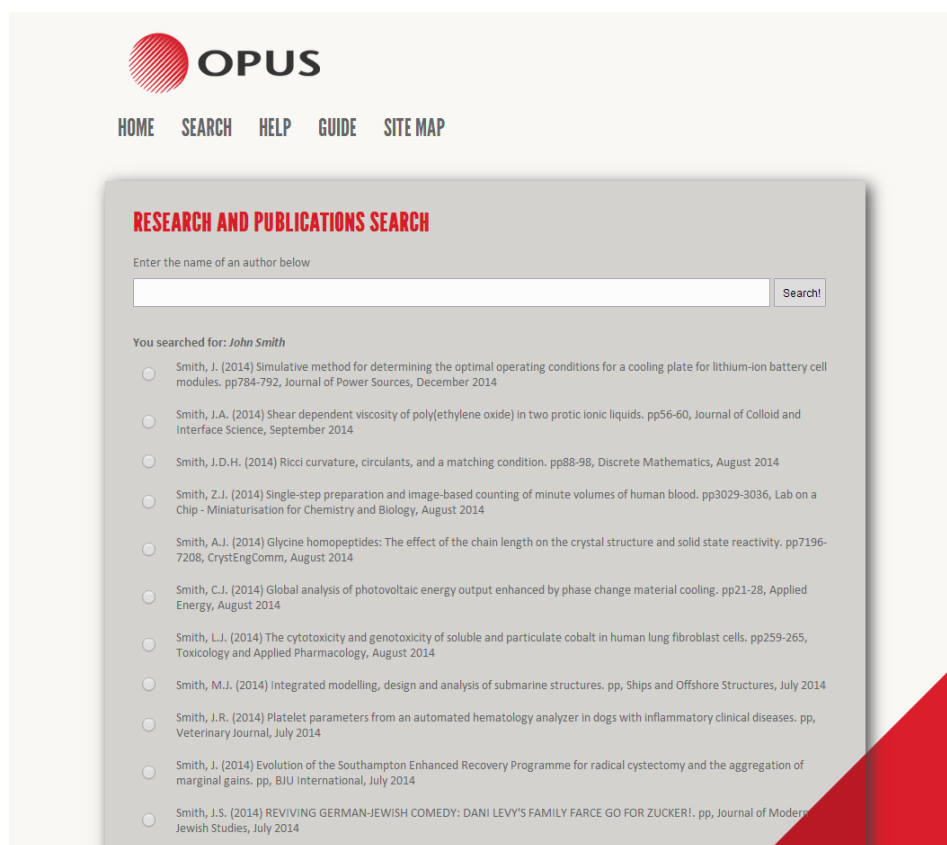 OPUS
HOME SEARCH HELP GUIDE SITE MAP
RESEARCH AND PUBLICATIONS SEARCH
Enter the name of an author below
Search!
You searched for: John Smith
Smith, J. (2014) Simulative method for determining the optimal operating conditions for a cooling plate for lithium-ion battery cell
modules. pp784-792, Journal of Power Sources, December 2014
Smith, J.A. (2014) Shear dependent viscosity of poly(ethylene oxide) in two protic ionic liquids. pp56-60, Journal of Colloid and
Interface Science, September 2014
Smith, J.D.H. (2014) Ricci curvature, circulants, and a matching condition. pp88-98, Discrete Mathematics, August 2014
Smith, Z.J. (2014) Single-step preparation and image-based counting of minute volumes of human blood. pp3029-3036, Lab on a
Chip - Miniaturisation for Chemistry and Biology, August 2014
Smith, A.J. (2014) Glycine homopeptides: The effect of the chain length on the crystal structure and solid state reactivity. pp7196-
7208, CrystEngComm, August 2014
Smith, C.J. (2014) Global analysis of photovoltaic energy output enhanced by phase change material cooling. pp21-28, Applied
Energy, August 2014
Smith, L.J. (2014) The cytotoxicity and genotoxicity of soluble and particulate cobalt in human lung fibroblast cells. pp259-265,
Toxicology and Applied Pharmacology, August 2014
Smith, M.J. (2014) Integrated modelling, design and analysis of submarine structures. pp, Ships and Offshore Structures, July 2014
Smith, J.R. (2014) Platelet parameters from an automated hematology analyzer in dogs with inflammatory clinical diseases. pp,
Veterinary Journal, July 2014
Smith, J. (2014) Evolution of the Southampton Enhanced Recovery Programme for radical cystectomy and the aggregation of
marginal gains. pp, BJU International, July 2014
Smith, J.S. (2014) REVIVING GERMAN-JEWISH COMEDY: DANI LEVY'S FAMILY FARCE GO FOR ZUCKER!. pp, Journal of Modern
Jewish Studies, July 2014